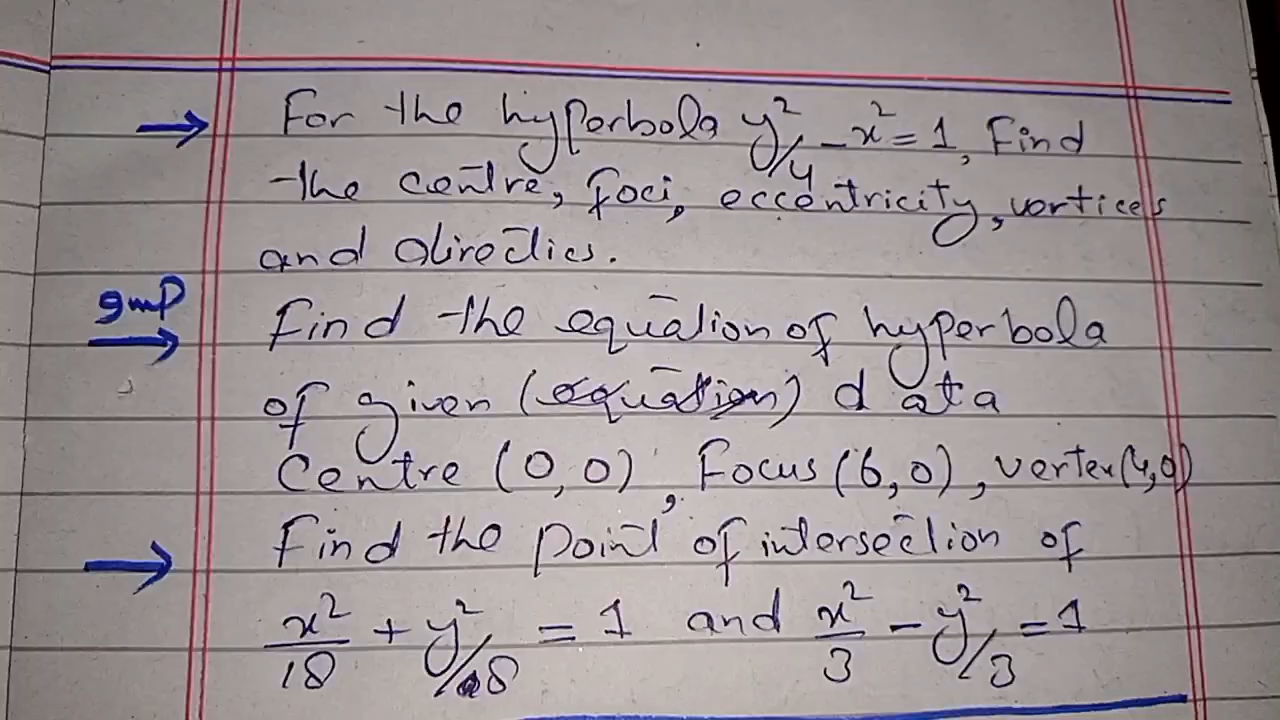 → For the hyperbola y²/4 - x² = 1, Find
the centre, foci, eccentricity, vertices
and directics.
gmp
→ Find the equation of hyperbola
of given (equation) data
Centre (0,0), Focus (6,0), vertex (4,0)
→ Find the point of intersection of
x²/18 + y²/8 = 1 and x²/3 - y²/3 = 1